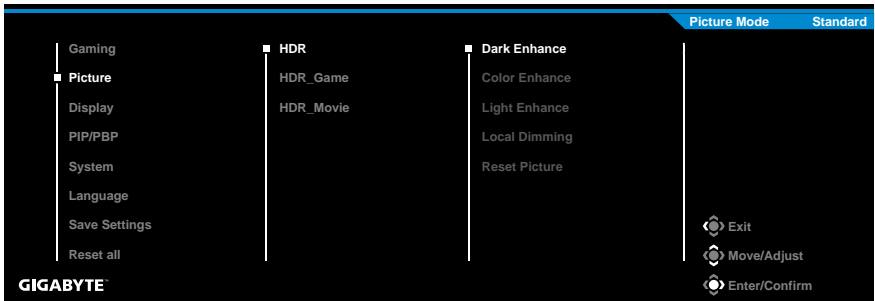 Picture Mode Standard
Gaming HDR Dark Enhance
Picture HDR_Game Color Enhance
Display HDR_Movie Light Enhance
PIP/PBP Local Dimming
System Reset Picture
Language
Save Settings Exit
Reset all Move/Adjust
GIGABYTE™ Enter/Confirm